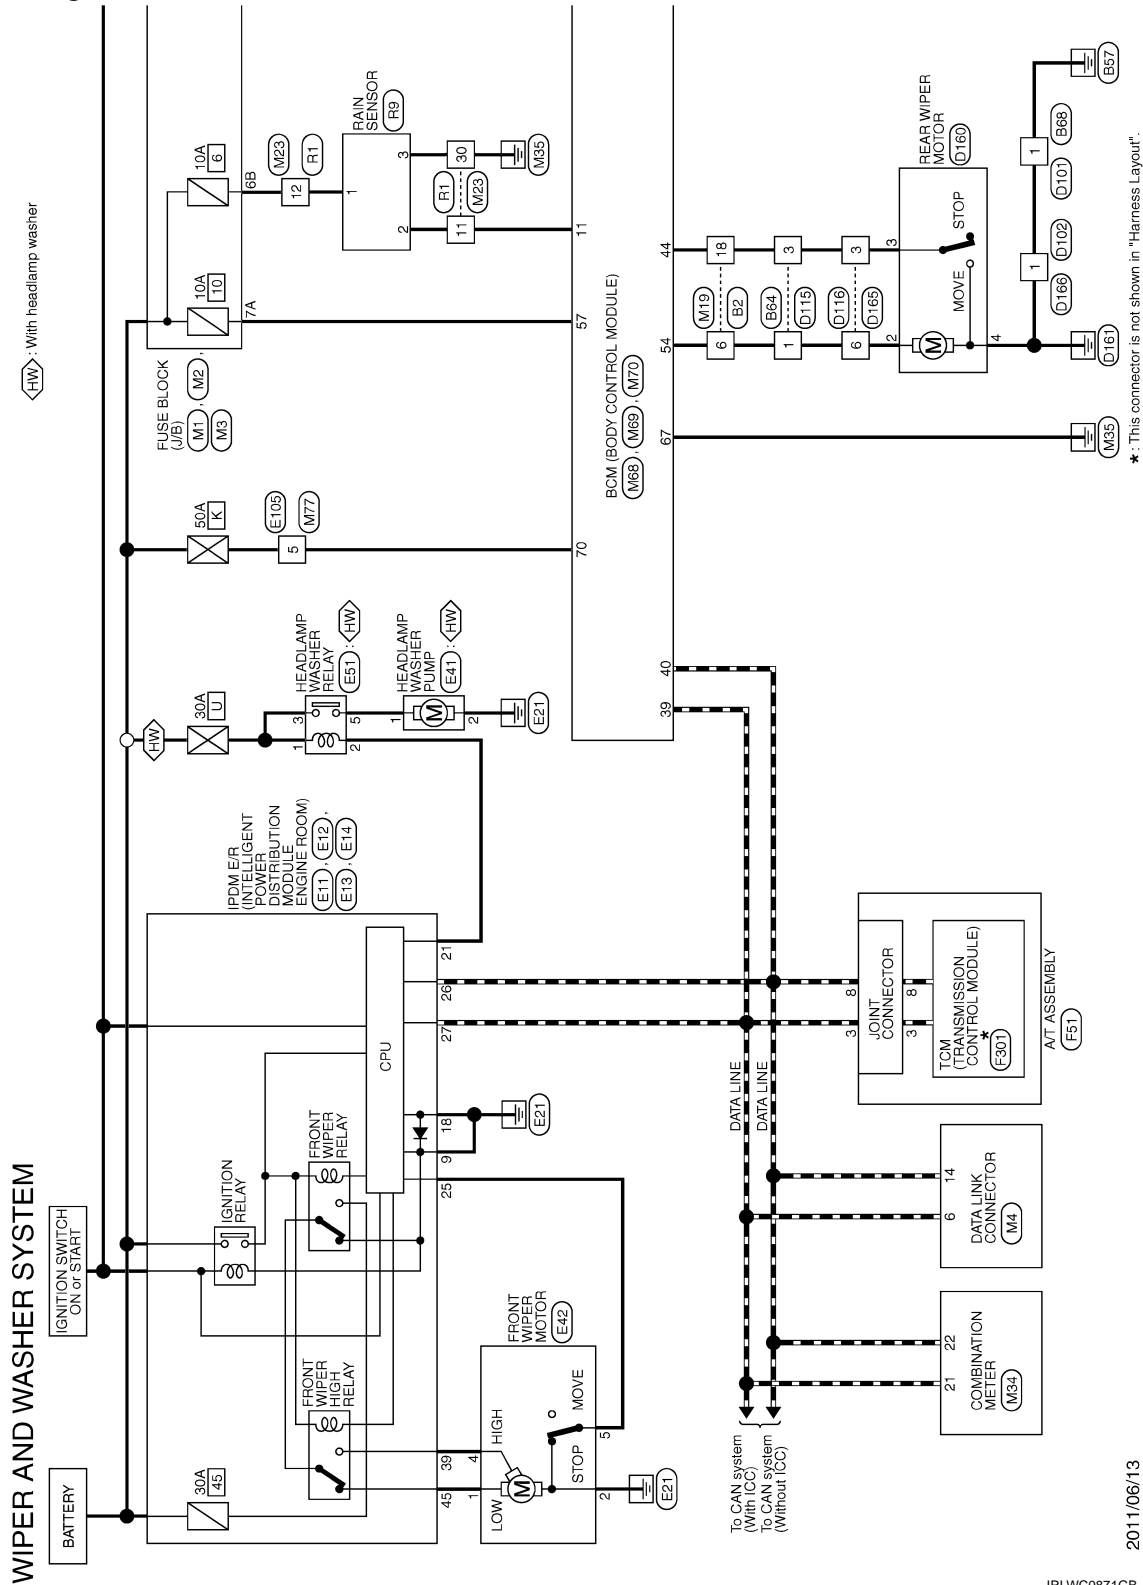 WIPER AND WASHER SYSTEM
HW : With headlamp washer
BATTERY
IGNITION SWITCH
ON or START
30A
45
IGNITION
RELAY
FRONT
WIPER
HIGH
RELAY
FRONT
WIPER
RELAY
CPU
IPDM E/R
(INTELLIGENT
POWER
DISTRIBUTION
MODULE
ENGINE ROOM)
E11 , E12 ,
E13 , E14
45
39
25
9
18
27
26
21
E21
1
4
LOW
HIGH
M
STOP
MOVE
2
5
FRONT
WIPER
MOTOR
E42
E21
HW
30A
U
1
3
2
5
HEADLAMP
WASHER
RELAY
E51 : HW
1
M
2
HEADLAMP
WASHER
PUMP
E41 : HW
E21
50A
K
5
E105
M77
FUSE BLOCK
(J/B)
M1 , M2 ,
M3
10A
10
7A
10A
6
6B
12
M23
R1
1
2
3
RAIN
SENSOR
R9
11
30
R1
M23
M35
70
57
11
BCM (BODY CONTROL MODULE)
M68 , M69 , M70
39
40
67
54
44
M35
6
18
M19
B2
1
3
B64
D115
6
3
D116
D165
2
3
M
MOVE
STOP
4
REAR WIPER
MOTOR
D160
D161
1
D166
D102
1
D101
B68
B57
DATA LINE
DATA LINE
To CAN system
(With ICC)
To CAN system
(Without ICC)
21
22
COMBINATION
METER
M34
6
14
DATA LINK
CONNECTOR
M4
3
8
JOINT
CONNECTOR
3
8
TCM
(TRANSMISSION
CONTROL MODULE)
*
F301
A/T ASSEMBLY
F51
* : This connector is not shown in "Harness Layout".
2011/06/13